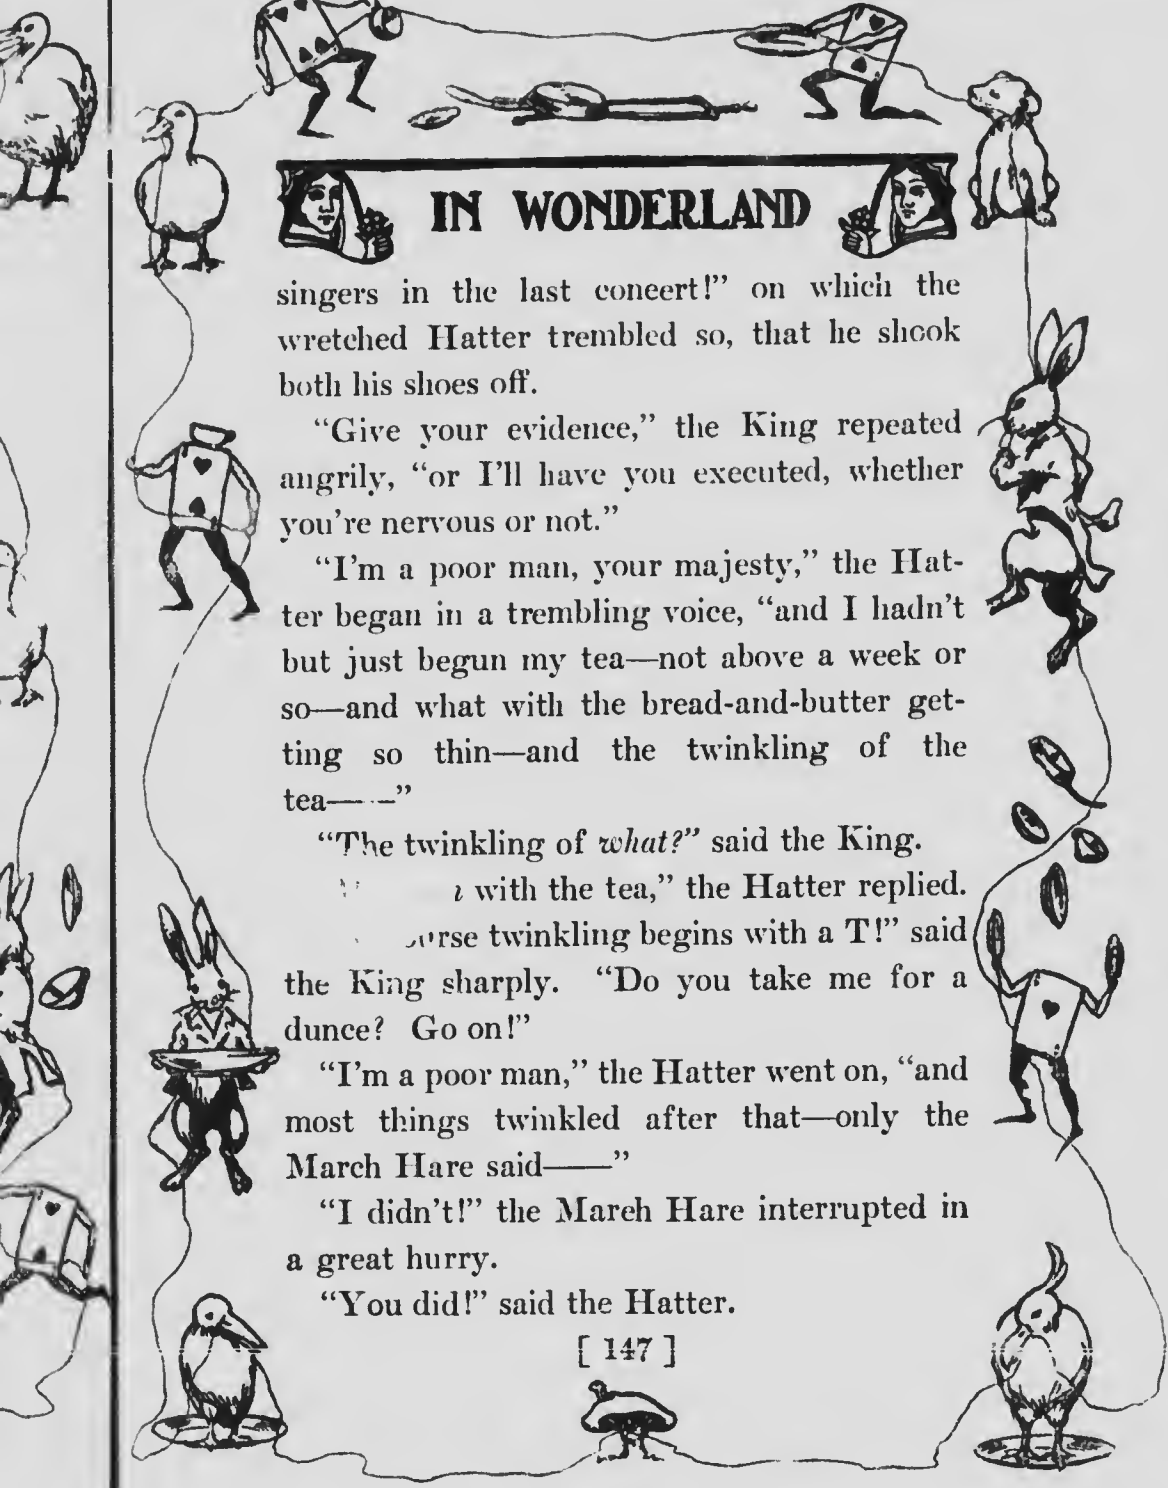 IN WONDERLAND
singers in the last concert!” on which the
wretched Hatter trembled so, that he shook
both his shoes off.
“Give your evidence,” the King repeated
angrily, “or I’ll have you executed, whether
you’re nervous or not.”
“I’m a poor man, your majesty,” the Hat-
ter began in a trembling voice, “and I hadn’t
but just begun my tea—not above a week or
so—and what with the bread-and-butter get-
ting so thin—and the twinkling of the
tea——”
“The twinkling of what?” said the King.
with the tea,” the Hatter replied.
twinkling begins with a T!” said
the King sharply. “Do you take me for a
dunce? Go on!”
“I’m a poor man,” the Hatter went on, “and
most things twinkled after that—only the
March Hare said——”
“I didn’t!” the March Hare interrupted in
a great hurry.
“You did!” said the Hatter.
[ 147 ]